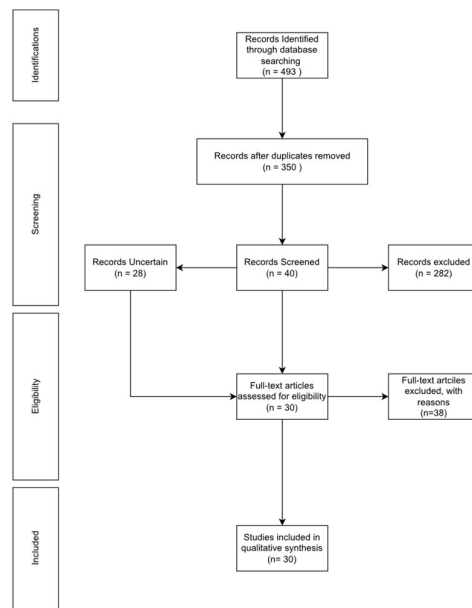 Identifications
Records Identified
through database
searching
(n = 493 )
Screening
Records after duplicates removed
(n = 350 )
Records Uncertain
(n = 28)
Records Screened
(n = 40)
Records excluded
(n = 282)
Eligibility
Full-text articles
assessed for eligibility
(n = 30)
Full-text artciles
excluded, with
reasons
(n=38)
Included
Studies included in
qualitative synthesis
(n= 30)